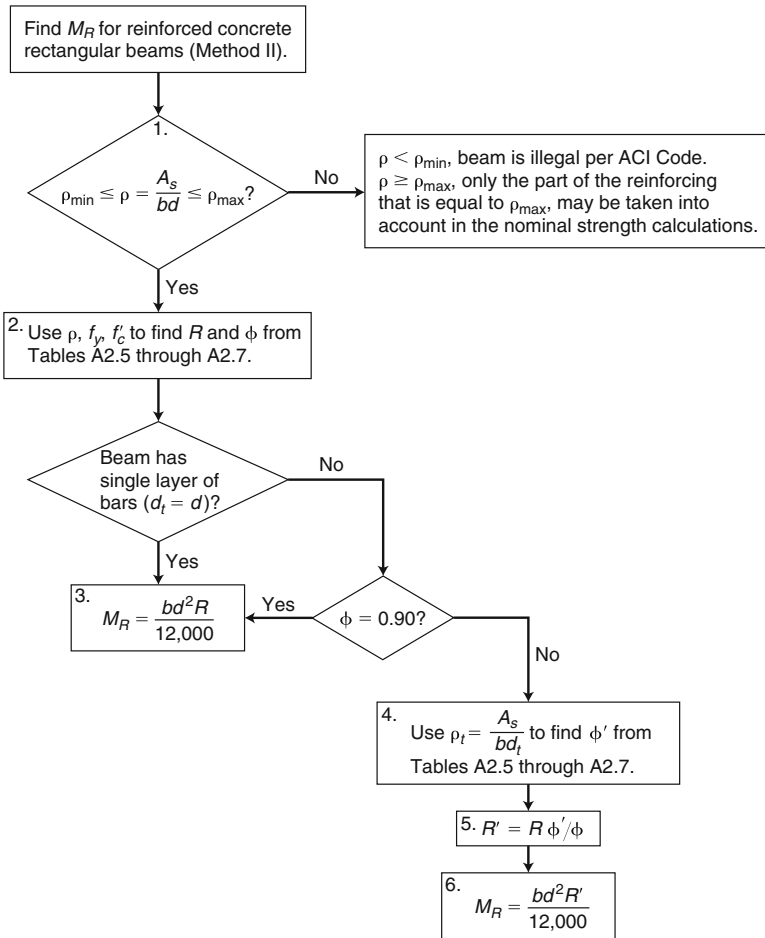 Find M_R for reinforced concrete
rectangular beams (Method II).
1.
ρ_min ≤ ρ = A_s/bd ≤ ρ_max?
No
ρ < ρ_min, beam is illegal per ACI Code.
ρ ≥ ρ_max, only the part of the reinforcing
that is equal to ρ_max, may be taken into
account in the nominal strength calculations.
Yes
2. Use ρ, f_y, f′_c to find R and ϕ from
Tables A2.5 through A2.7.
Beam has
single layer of
bars (d_t = d)?
No
Yes
3.
M_R = bd²R/12,000
Yes
ϕ = 0.90?
No
4.
Use ρ_t = A_s/bd_t to find ϕ′ from
Tables A2.5 through A2.7.
5. R′ = R ϕ′/ϕ
6.
M_R = bd²R′/12,000